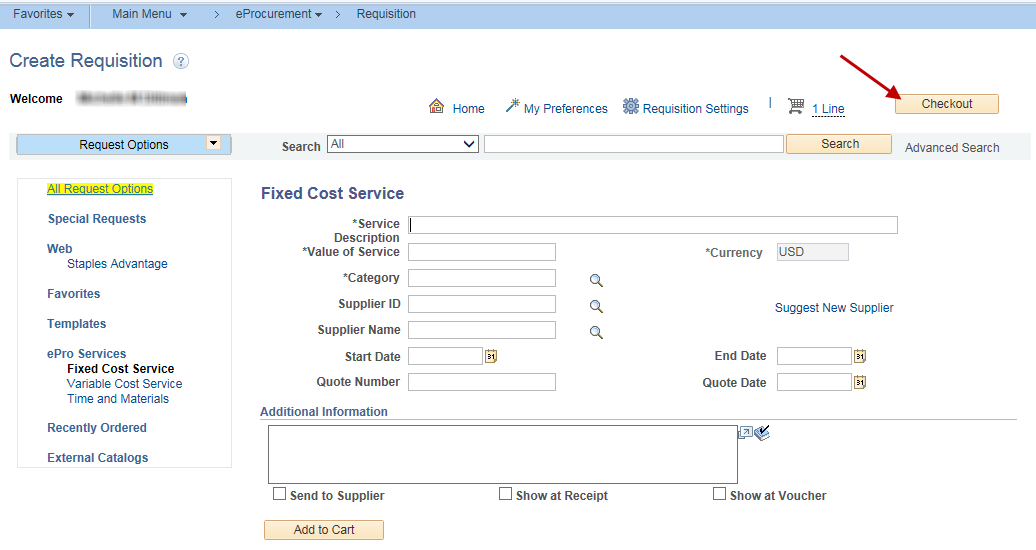 Favorites Main Menu > eProcurement > Requisition
Create Requisition ?
Welcome
Home My Preferences Requisition Settings | 1 Line Checkout
Request Options Search All Search Advanced Search
All Request Options
Special Requests
Web
Staples Advantage
Favorites
Templates
ePro Services
Fixed Cost Service
Variable Cost Service
Time and Materials
Recently Ordered
External Catalogs
Fixed Cost Service
*Service
Description
*Value of Service *Currency USD
*Category
Supplier ID Suggest New Supplier
Supplier Name
Start Date 31 End Date 31
Quote Number Quote Date 31
Additional Information
Send to Supplier Show at Receipt Show at Voucher
Add to Cart